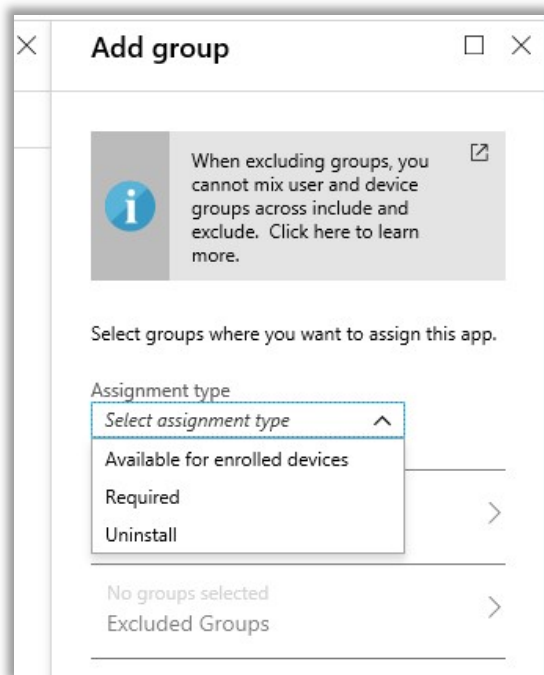 Add group
When excluding groups, you
cannot mix user and device
groups across include and
exclude. Click here to learn
more.
Select groups where you want to assign this app.
Assignment type
Select assignment type
Available for enrolled devices
Required
Uninstall
No groups selected
Excluded Groups